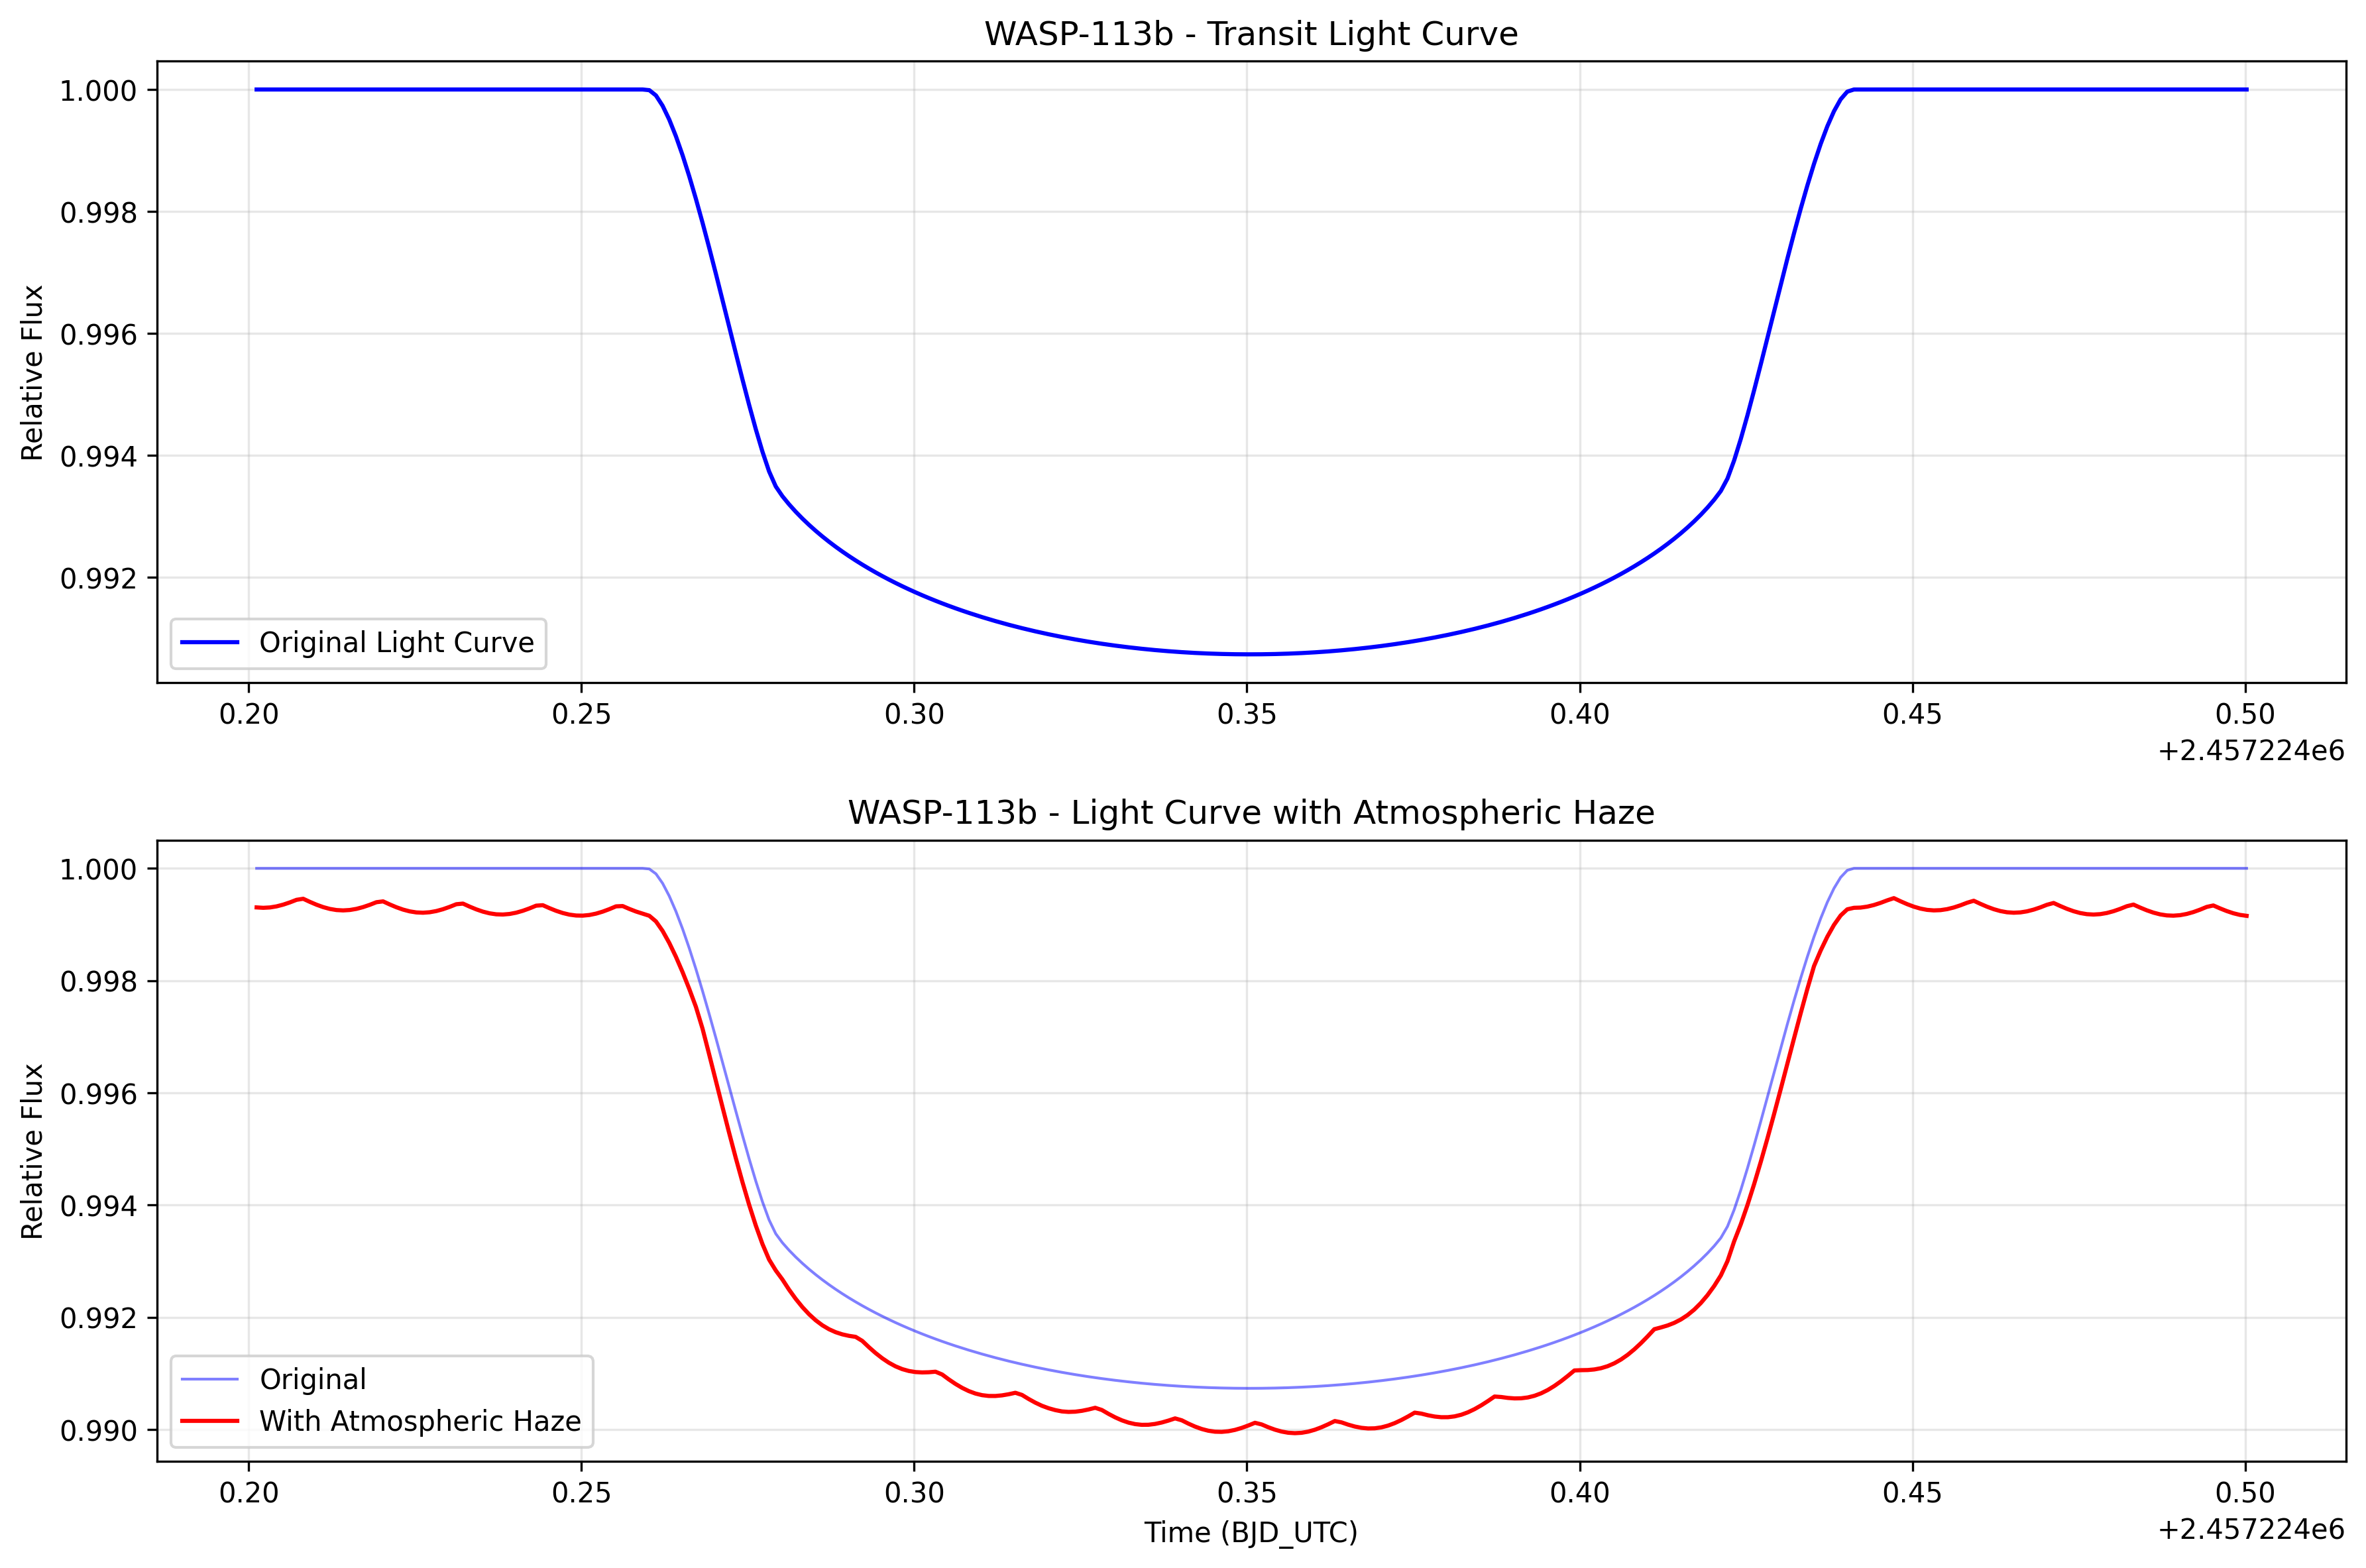 WASP-113b - Transit Light Curve
Relative Flux
1.000
0.998
0.996
0.994
0.992
Original Light Curve
0.20 0.25 0.30 0.35 0.40 0.45 0.50
+2.457224e6
WASP-113b - Light Curve with Atmospheric Haze
Relative Flux
1.000
0.998
0.996
0.994
0.992
0.990
Original
With Atmospheric Haze
0.20 0.25 0.30 0.35 0.40 0.45 0.50
Time (BJD_UTC)
+2.457224e6